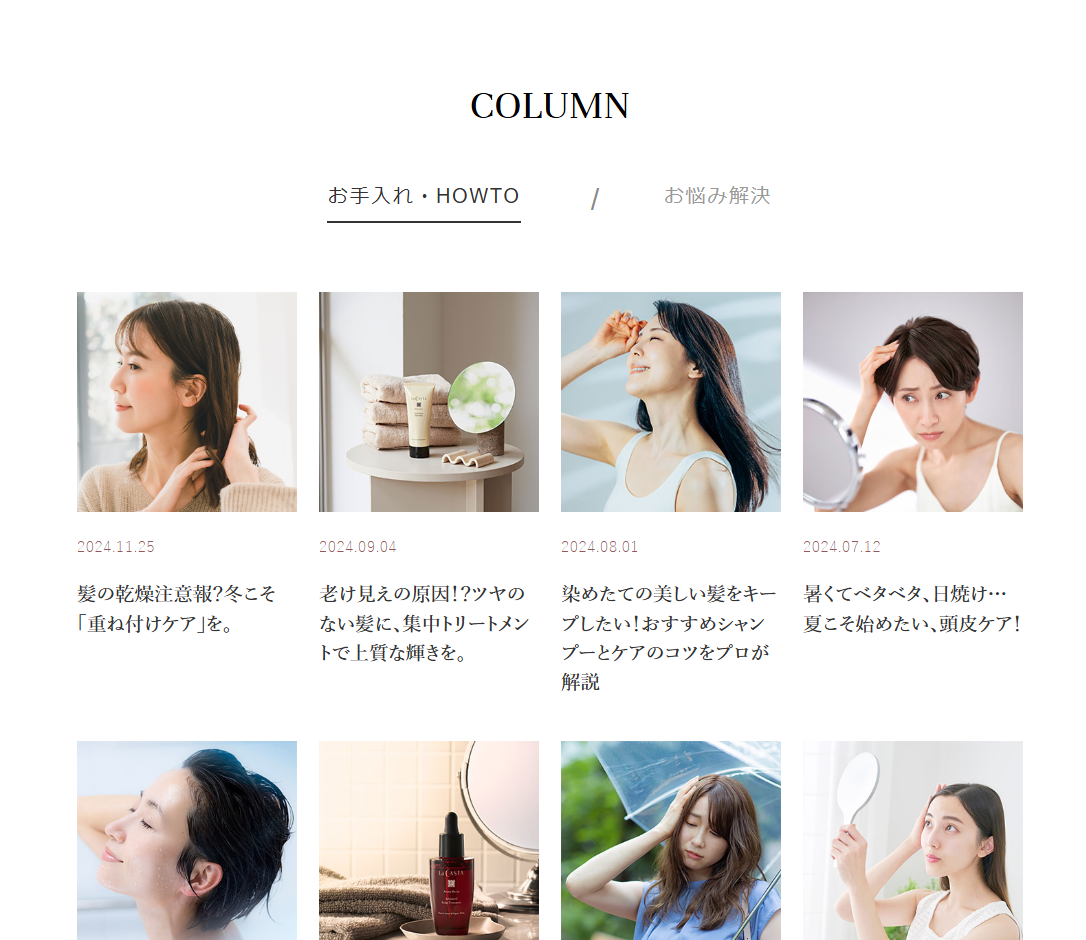 COLUMN
お手入れ・HOWTO / お悩み解決
LaCASTA
2024.11.25
髪の乾燥注意報?冬こそ
「重ね付けケア」を。
2024.09.04
老け見えの原因!?ツヤの
ない髪に、集中トリートメン
トで上質な輝きを。
2024.08.01
染めたての美しい髪をキー
プしたい!おすすめシャン
プーとケアのコツをプロが
解説
2024.07.12
暑くてベタベタ、日焼け…
夏こそ始めたい、頭皮ケア!
LaCASTA